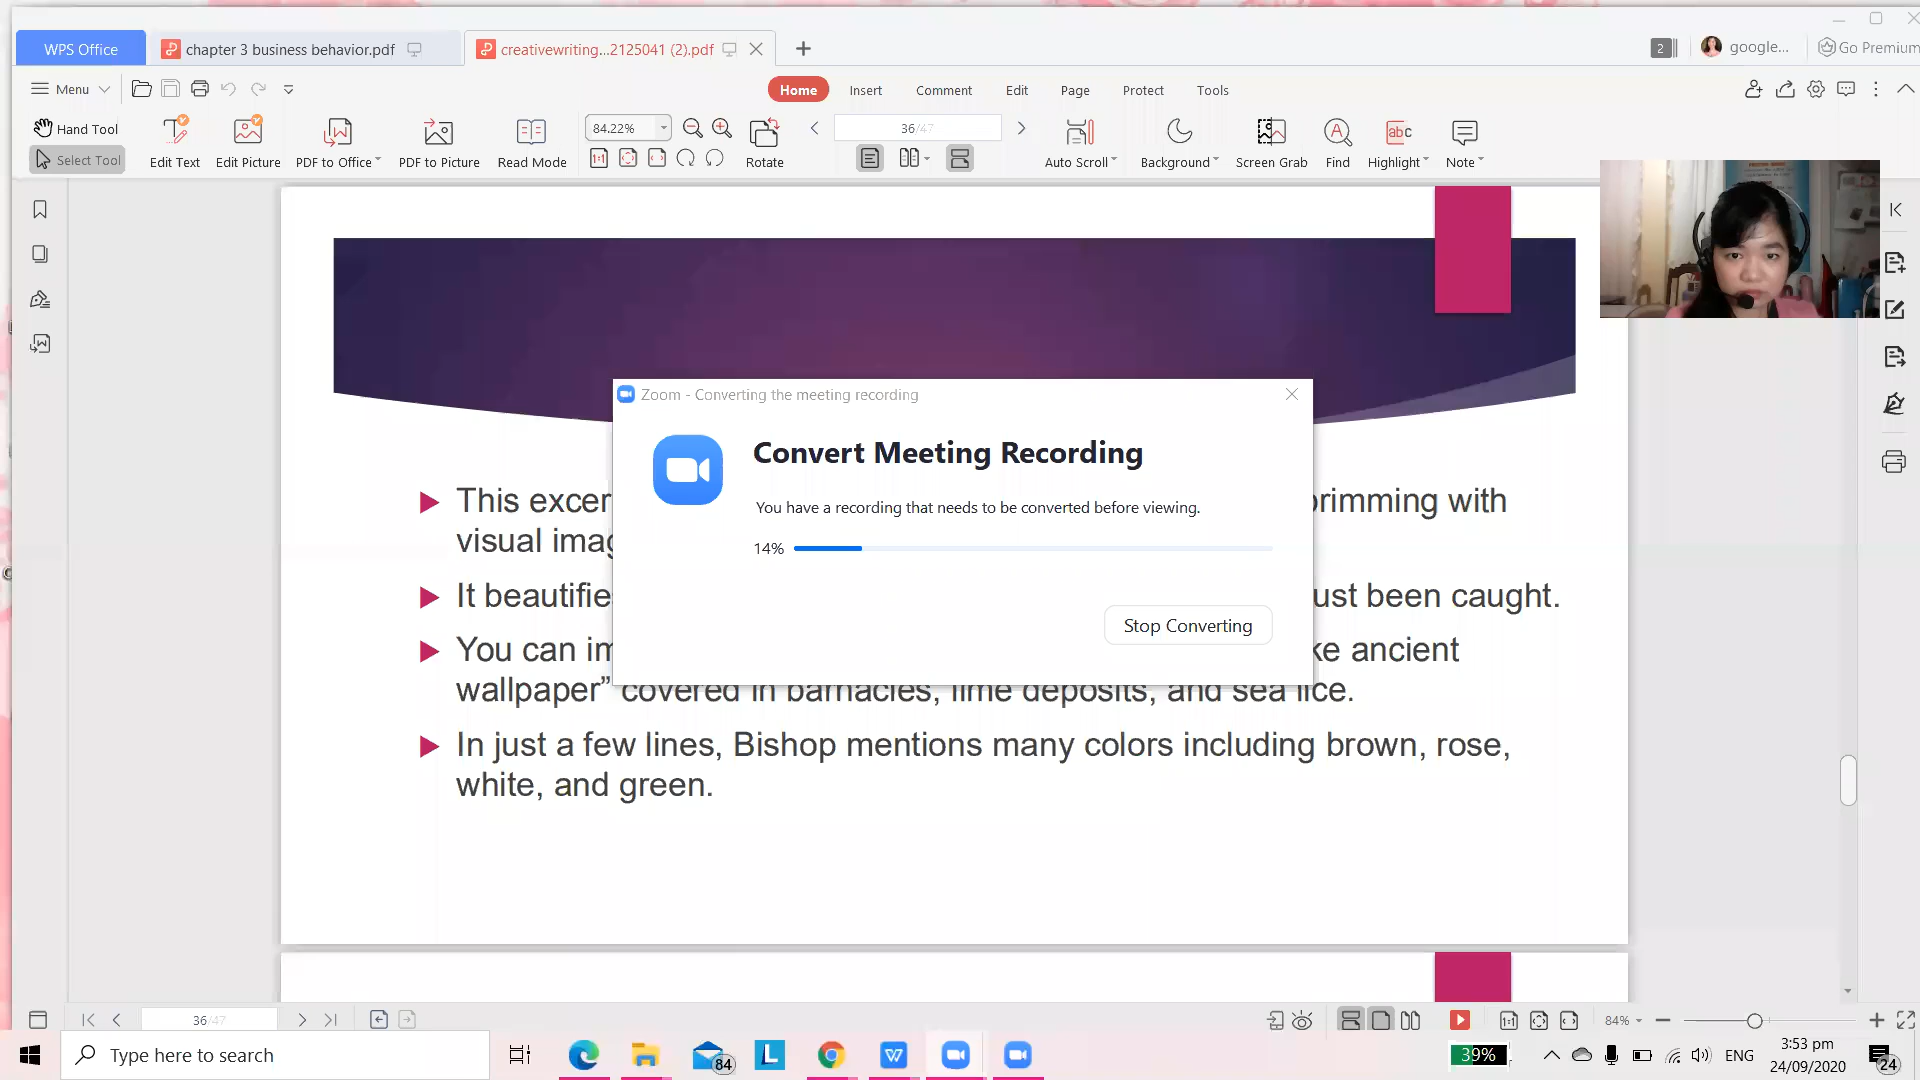 WPS Office
chapter 3 business behavior.pdf
creativewriting...2125041 (2).pdf
2
google...
Go Premium
Menu
Home
Insert
Comment
Edit
Page
Protect
Tools
Hand Tool
Select Tool
Edit Text
Edit Picture
PDF to Office
PDF to Picture
Read Mode
84.22%
Rotate
36/47
Auto Scroll
Background
Screen Grab
Find
Highlight
Note
Zoom - Converting the meeting recording
Convert Meeting Recording
You have a recording that needs to be converted before viewing.
14%
Stop Converting
This excer
rimming with
visual imag
It beautifie
ust been caught.
You can im
ke ancient
wallpaper” covered in barnacles, lime deposits, and sea lice.
In just a few lines, Bishop mentions many colors including brown, rose,
white, and green.
36/47
84%
Type here to search
84
39%
ENG
3:53 pm
24/09/2020
24